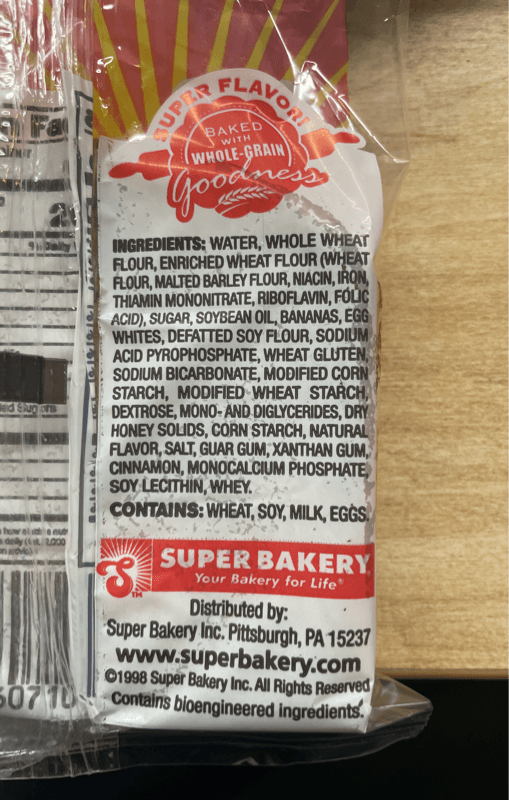 SUPER FLAVOR!
BAKED
WITH
WHOLE-GRAIN
Goodness
INGREDIENTS: WATER, WHOLE WHEAT
FLOUR, ENRICHED WHEAT FLOUR (WHEAT
FLOUR, MALTED BARLEY FLOUR, NIACIN, IRON,
THIAMIN MONONITRATE, RIBOFLAVIN, FOLIC
ACID), SUGAR, SOYBEAN OIL, BANANAS, EGG
WHITES, DEFATTED SOY FLOUR, SODIUM
ACID PYROPHOSPHATE, WHEAT GLUTEN,
SODIUM BICARBONATE, MODIFIED CORN
STARCH, MODIFIED WHEAT STARCH,
DEXTROSE, MONO- AND DIGLYCERIDES, DRY
HONEY SOLIDS, CORN STARCH, NATURAL
FLAVOR, SALT, GUAR GUM, XANTHAN GUM,
CINNAMON, MONOCALCIUM PHOSPHATE,
SOY LECITHIN, WHEY.
CONTAINS: WHEAT, SOY, MILK, EGGS.
SUPER BAKERY
Your Bakery for Life®
TM
Distributed by:
Super Bakery Inc. Pittsburgh, PA 15237
www.superbakery.com
©1998 Super Bakery Inc. All Rights Reserved
Contains bioengineered ingredients.